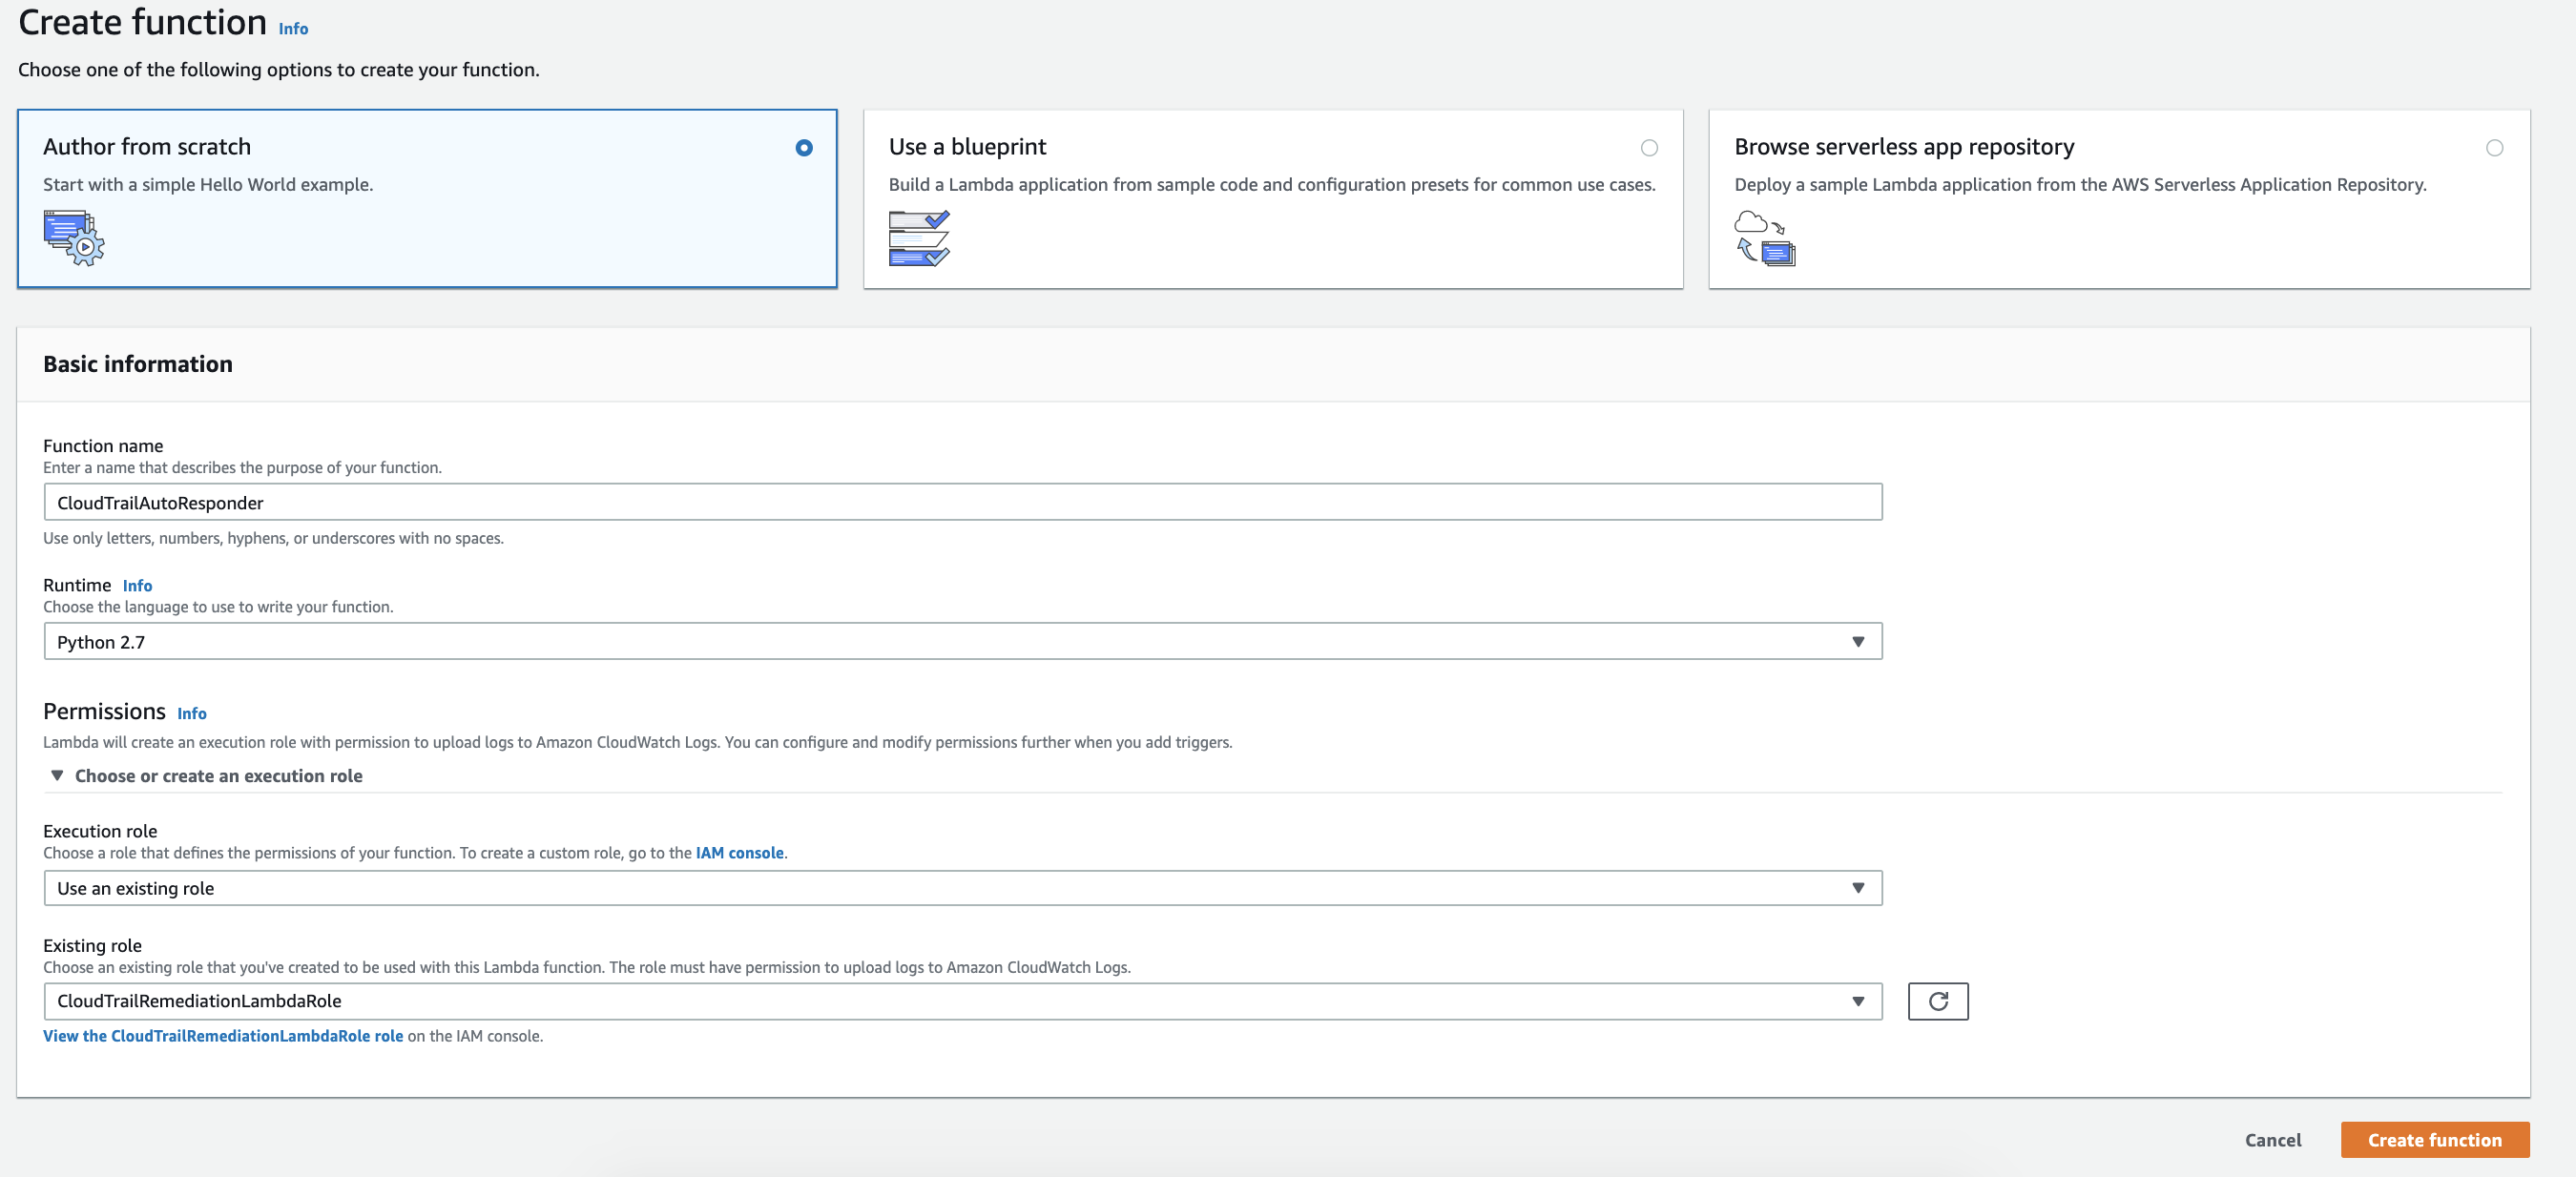 Create function Info
Choose one of the following options to create your function.
Author from scratch
Start with a simple Hello World example.
Use a blueprint
Build a Lambda application from sample code and configuration presets for common use cases.
Browse serverless app repository
Deploy a sample Lambda application from the AWS Serverless Application Repository.
Basic information
Function name
Enter a name that describes the purpose of your function.
CloudTrailAutoResponder
Use only letters, numbers, hyphens, or underscores with no spaces.
Runtime Info
Choose the language to use to write your function.
Python 2.7
Permissions Info
Lambda will create an execution role with permission to upload logs to Amazon CloudWatch Logs. You can configure and modify permissions further when you add triggers.
Choose or create an execution role
Execution role
Choose a role that defines the permissions of your function. To create a custom role, go to the IAM console.
Use an existing role
Existing role
Choose an existing role that you've created to be used with this Lambda function. The role must have permission to upload logs to Amazon CloudWatch Logs.
CloudTrailRemediationLambdaRole
View the CloudTrailRemediationLambdaRole role on the IAM console.
Cancel
Create function